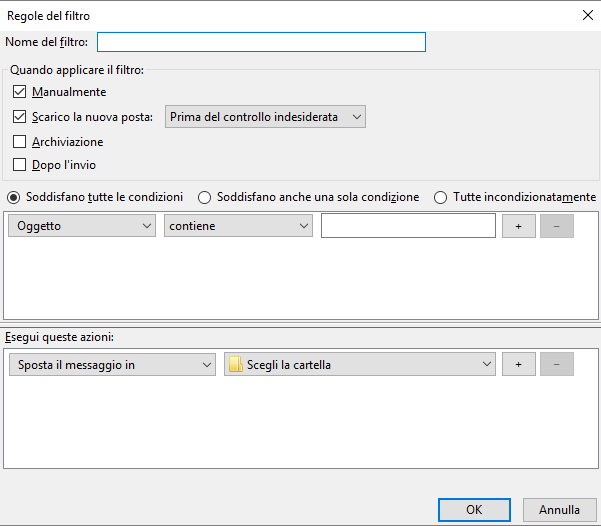 Regole del filtro
Nome del filtro:
Quando applicare il filtro:
Manualmente
Scarico la nuova posta: Prima del controllo indesiderata
Archiviazione
Dopo l'invio
Soddisfano tutte le condizioni Soddisfano anche una sola condizione Tutte incondizionatamente
Oggetto contiene + −
Esegui queste azioni:
Sposta il messaggio in Scegli la cartella + −
OK Annulla